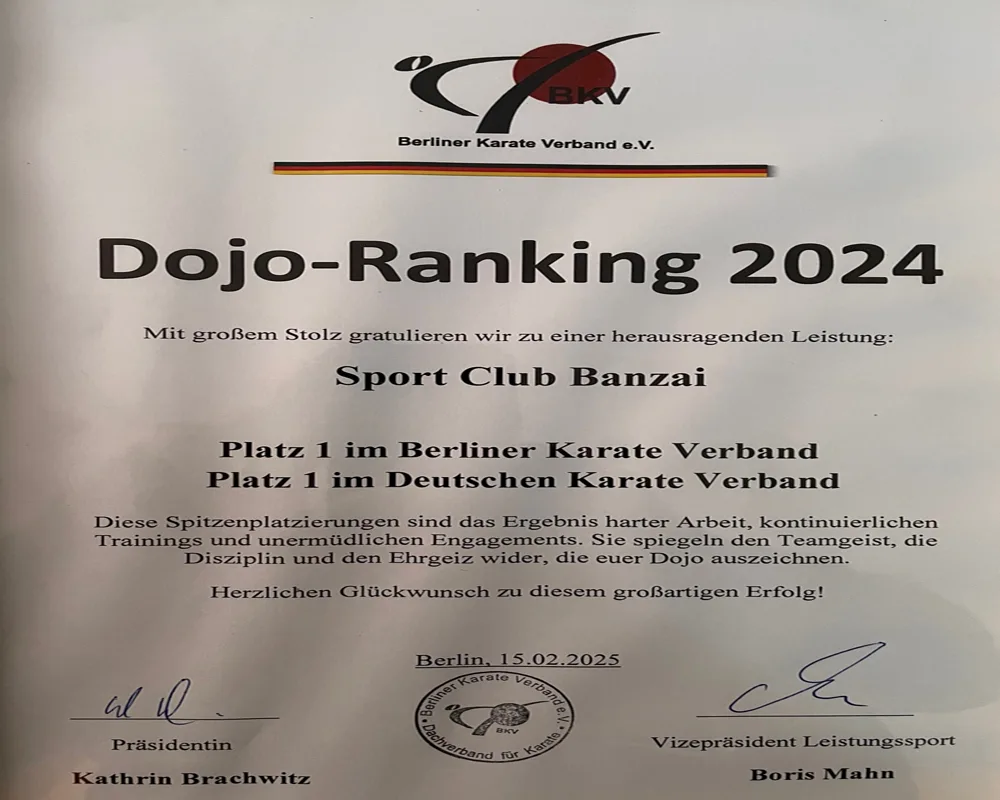 BKV
Berliner Karate Verband e.V.
Dojo-Ranking 2024
Mit großem Stolz gratulieren wir zu einer herausragenden Leistung:
Sport Club Banzai
Platz 1 im Berliner Karate Verband
Platz 1 im Deutschen Karate Verband
Diese Spitzenplatzierungen sind das Ergebnis harter Arbeit, kontinuierlichen
Trainings und unermüdlichen Engagements. Sie spiegeln den Teamgeist, die
Disziplin und den Ehrgeiz wider, die euer Dojo auszeichnen.
Herzlichen Glückwunsch zu diesem großartigen Erfolg!
Berlin, 15.02.2025
Berliner Karate Verband e.V.
BKV
Dachverband für Karate
Präsidentin
Kathrin Brachwitz
Vizepräsident Leistungssport
Boris Mahn